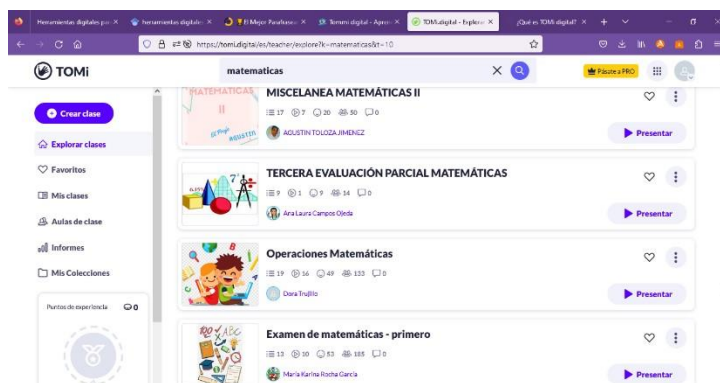 Herramientas digitales par
herramientas digitales
El Mejor Parafrasea
Tommi digital - Apren
TOMi.digital - Explorar
¿Qué es TOMi digital?
https://tomi.digital/es/teacher/explore?k=matematicas&t=10
TOMi
matematicas
Pásate a PRO
Crear clase
Explorar clases
Favoritos
Mis clases
Aulas de clase
Informes
Mis Colecciones
Puntos de experiencia 0
MATEMATICAS
II
AGUSTIN
MISCELANEA MATEMÁTICAS II
17 7 20 50 0
AGUSTIN TOLOZA JIMENEZ
Presentar
TERCERA EVALUACIÓN PARCIAL MATEMÁTICAS
9 1 9 14 0
Ana Laura Campos Ojeda
Presentar
Operaciones Matemáticas
19 16 49 133 0
Dora Trujillo
Presentar
Examen de matemáticas - primero
13 10 53 185 0
María Karina Rocha García
Presentar